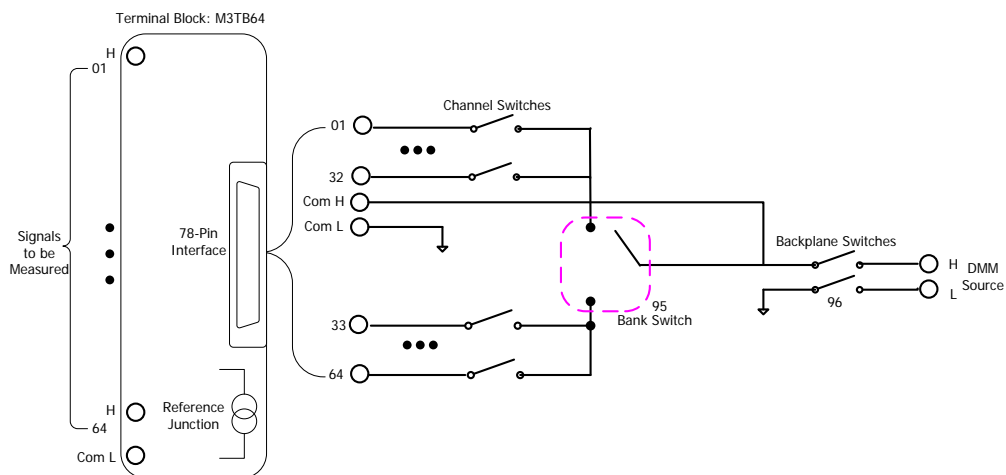 Terminal Block: M3TB64
H
01
Signals
to be
Measured
H
64
Com L
78-Pin
Interface
Reference
Junction
Channel Switches
01
32
Com H
Com L
33
64
95
Bank Switch
Backplane Switches
96
H
L
DMM
Source